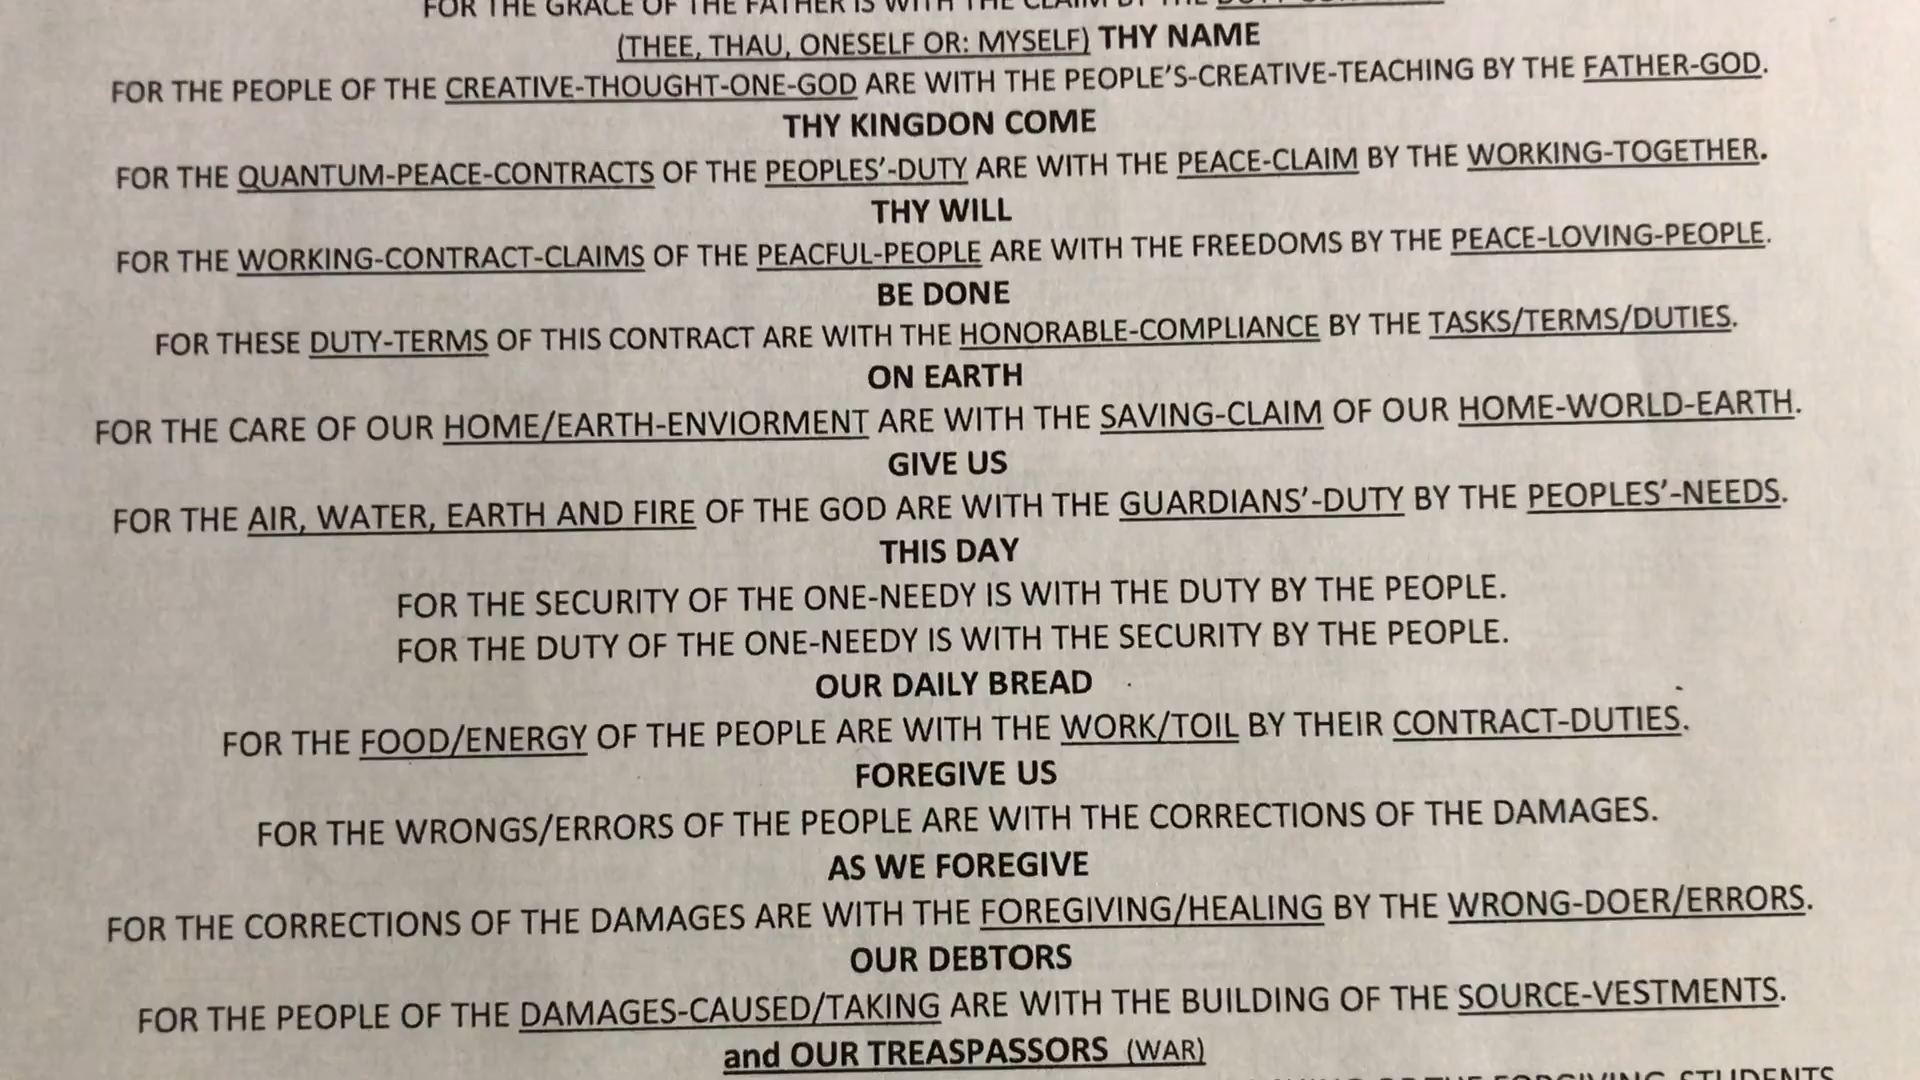 FOR THE GRACE OF THE FATHER IS WITH THE CLAIM BY THE
(THEE, THAU, ONESELF OR: MYSELF) THY NAME
FOR THE PEOPLE OF THE CREATIVE-THOUGHT-ONE-GOD ARE WITH THE PEOPLE'S-CREATIVE-TEACHING BY THE FATHER-GOD.
THY KINGDON COME
FOR THE QUANTUM-PEACE-CONTRACTS OF THE PEOPLES'-DUTY ARE WITH THE PEACE-CLAIM BY THE WORKING-TOGETHER.
THY WILL
FOR THE WORKING-CONTRACT-CLAIMS OF THE PEACFUL-PEOPLE ARE WITH THE FREEDOMS BY THE PEACE-LOVING-PEOPLE.
BE DONE
FOR THESE DUTY-TERMS OF THIS CONTRACT ARE WITH THE HONORABLE-COMPLIANCE BY THE TASKS/TERMS/DUTIES.
ON EARTH
FOR THE CARE OF OUR HOME/EARTH-ENVIORMENT ARE WITH THE SAVING-CLAIM OF OUR HOME-WORLD-EARTH.
GIVE US
FOR THE AIR, WATER, EARTH AND FIRE OF THE GOD ARE WITH THE GUARDIANS'-DUTY BY THE PEOPLES'-NEEDS.
THIS DAY
FOR THE SECURITY OF THE ONE-NEEDY IS WITH THE DUTY BY THE PEOPLE.
FOR THE DUTY OF THE ONE-NEEDY IS WITH THE SECURITY BY THE PEOPLE.
OUR DAILY BREAD
FOR THE FOOD/ENERGY OF THE PEOPLE ARE WITH THE WORK/TOIL BY THEIR CONTRACT-DUTIES.
FOREGIVE US
FOR THE WRONGS/ERRORS OF THE PEOPLE ARE WITH THE CORRECTIONS OF THE DAMAGES.
AS WE FOREGIVE
FOR THE CORRECTIONS OF THE DAMAGES ARE WITH THE FOREGIVING/HEALING BY THE WRONG-DOER/ERRORS.
OUR DEBTORS
FOR THE PEOPLE OF THE DAMAGES-CAUSED/TAKING ARE WITH THE BUILDING OF THE SOURCE-VESTMENTS.
and OUR TREASPASSORS (WAR)